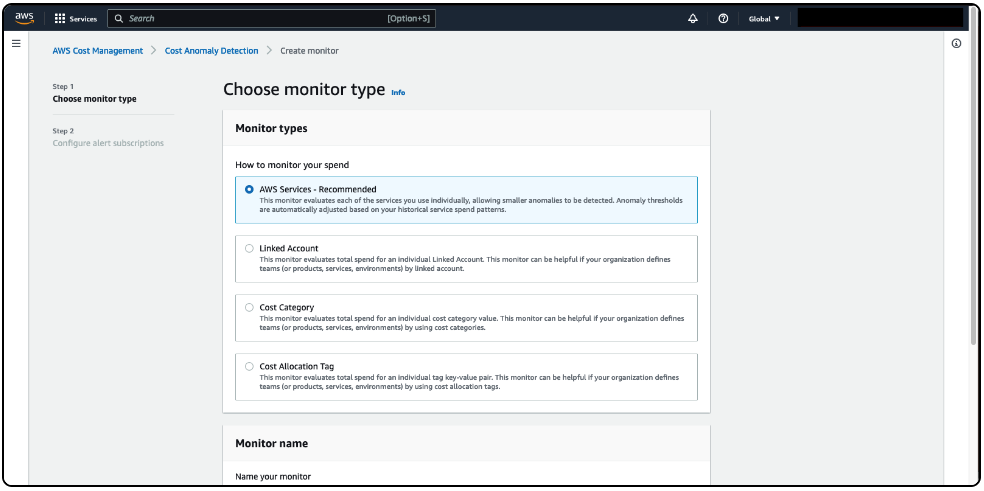 aws
Services
Search
[Option+S]
Global
AWS Cost Management
Cost Anomaly Detection
Create monitor
Step 1
Choose monitor type
Step 2
Configure alert subscriptions
Choose monitor type Info
Monitor types
How to monitor your spend
AWS Services - Recommended
This monitor evaluates each of the services you use individually, allowing smaller anomalies to be detected. Anomaly thresholds
are automatically adjusted based on your historical service spend patterns.
Linked Account
This monitor evaluates total spend for an individual Linked Account. This monitor can be helpful if your organization defines
teams (or products, services, environments) by linked account.
Cost Category
This monitor evaluates total spend for an individual cost category value. This monitor can be helpful if your organization defines
teams (or products, services, environments) by using cost categories.
Cost Allocation Tag
This monitor evaluates total spend for an individual tag key-value pair. This monitor can be helpful if your organization defines
teams (or products, services, environments) by using cost allocation tags.
Monitor name
Name your monitor